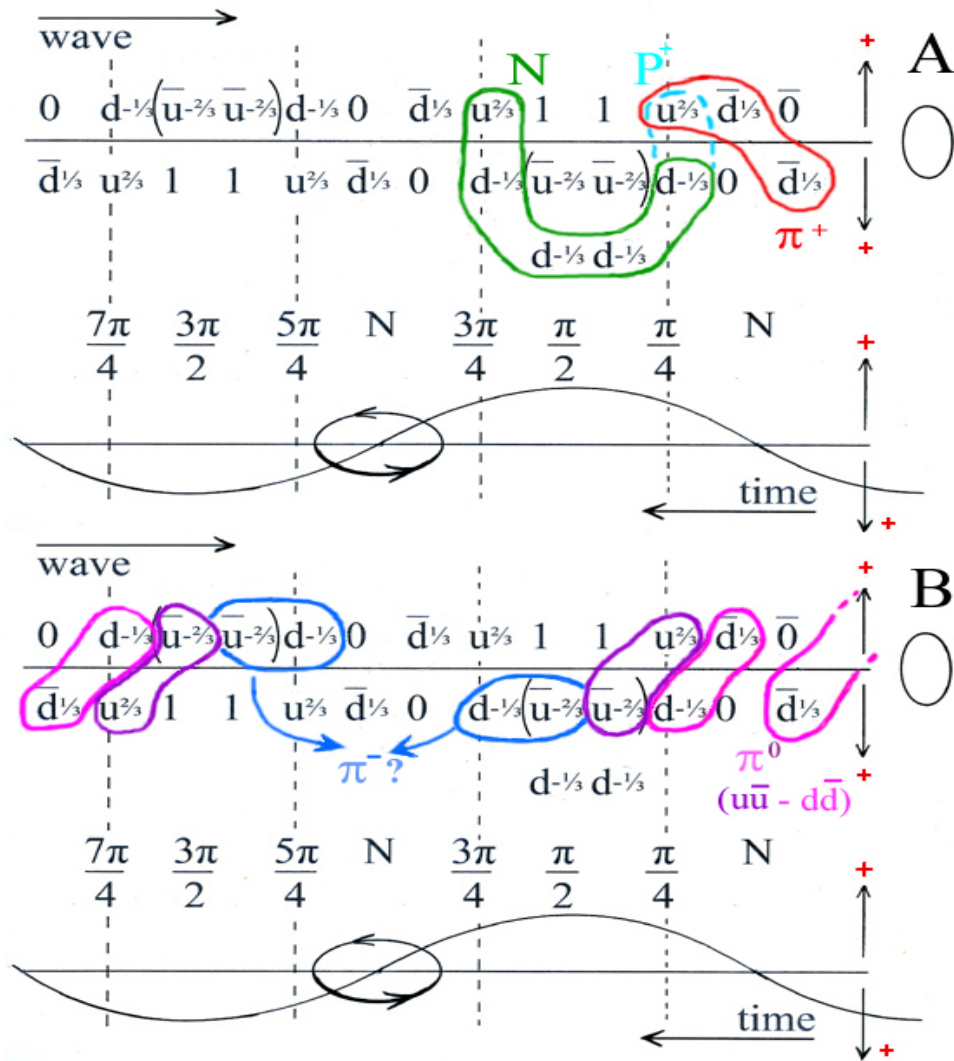 wave A
N P⁺
0 d-⅓ (u̅-⅔ u̅-⅔) d-⅓ 0 d̅⅓ u⅔ 1 1 u⅔ d̅⅓ 0̅
d̅⅓ u⅔ 1 1 u⅔ d̅⅓ 0 d-⅓ (u̅-⅔ u̅-⅔) d-⅓ 0 d̅⅓
π⁺ +
d-⅓ d-⅓
7π/4 3π/2 5π/4 N 3π/4 π/2 π/4 N +
time
+
wave + B
0 d-⅓ (u̅-⅔ u̅-⅔) d-⅓ 0 d̅⅓ u⅔ 1 1 u⅔ d̅⅓ 0̅
d̅⅓ u⅔ 1 1 u⅔ d̅⅓ 0 d-⅓ (u̅-⅔ u̅-⅔) d-⅓ 0 d̅⅓
π⁻? π⁰ +
d-⅓ d-⅓ (uu̅ - dd̅)
7π/4 3π/2 5π/4 N 3π/4 π/2 π/4 N +
time
+